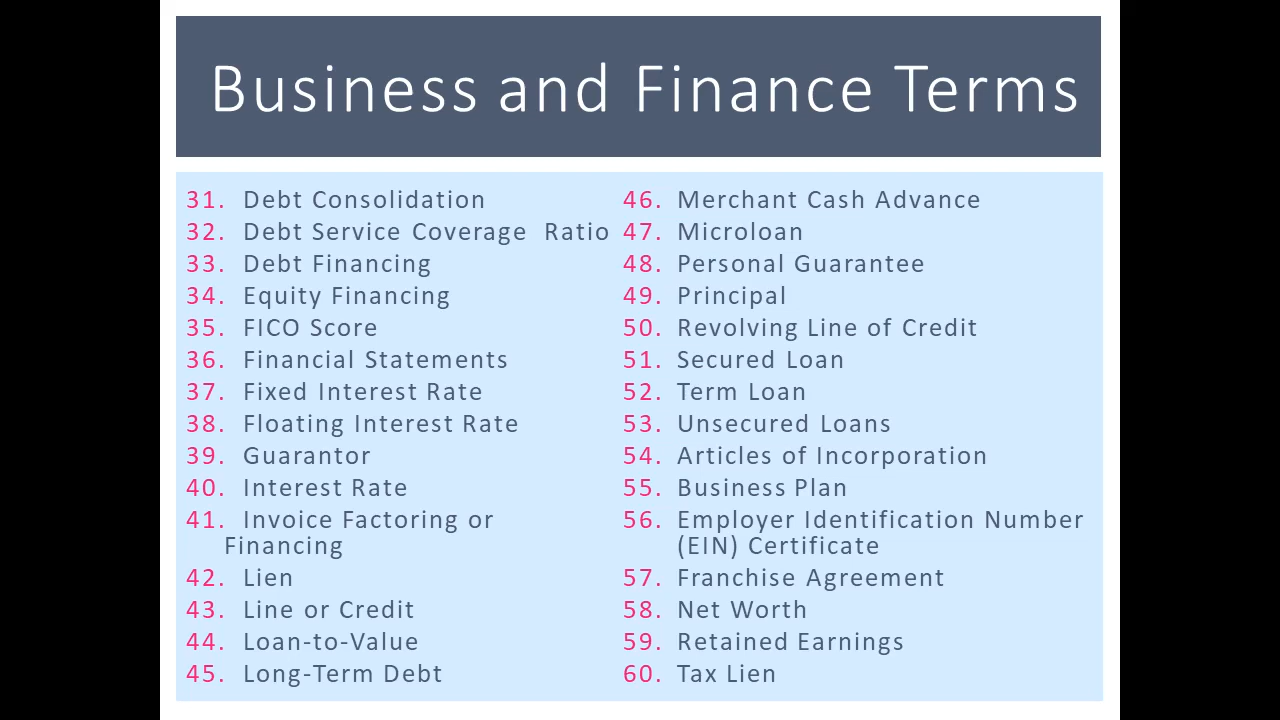 Business and Finance Terms
31. Debt Consolidation
32. Debt Service Coverage  Ratio
33. Debt Financing
34. Equity Financing
35. FICO Score
36. Financial Statements
37. Fixed Interest Rate
38. Floating Interest Rate
39. Guarantor
40. Interest Rate
41. Invoice Factoring or
Financing
42. Lien
43. Line or Credit
44. Loan-to-Value
45. Long-Term Debt
46. Merchant Cash Advance
47. Microloan
48. Personal Guarantee
49. Principal
50. Revolving Line of Credit
51. Secured Loan
52. Term Loan
53. Unsecured Loans
54. Articles of Incorporation
55. Business Plan
56. Employer Identification Number
(EIN) Certificate
57. Franchise Agreement
58. Net Worth
59. Retained Earnings
60. Tax Lien